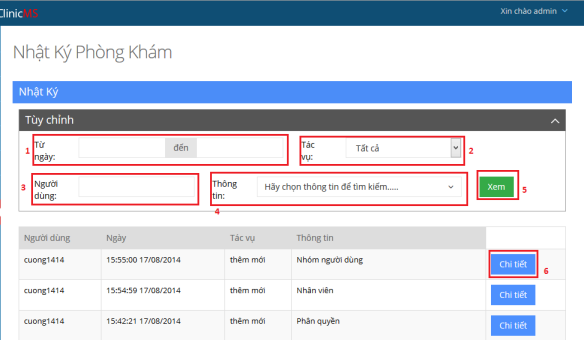 ClinicMS
Xin chào admin
Nhật Ký Phòng Khám
Nhật Ký
Tùy chỉnh
1 Từ ngày: đến Tác vụ: Tất cả 2
3 Người dùng: Thông tin: Hãy chọn thông tin để tìm kiếm..... Xem 5
4
Người dùng Ngày Tác vụ Thông tin
cuong1414 15:55:00 17/08/2014 thêm mới Nhóm người dùng Chi tiết 6
cuong1414 15:54:59 17/08/2014 thêm mới Nhân viên Chi tiết
cuong1414 15:42:21 17/08/2014 thêm mới Phân quyền Chi tiết